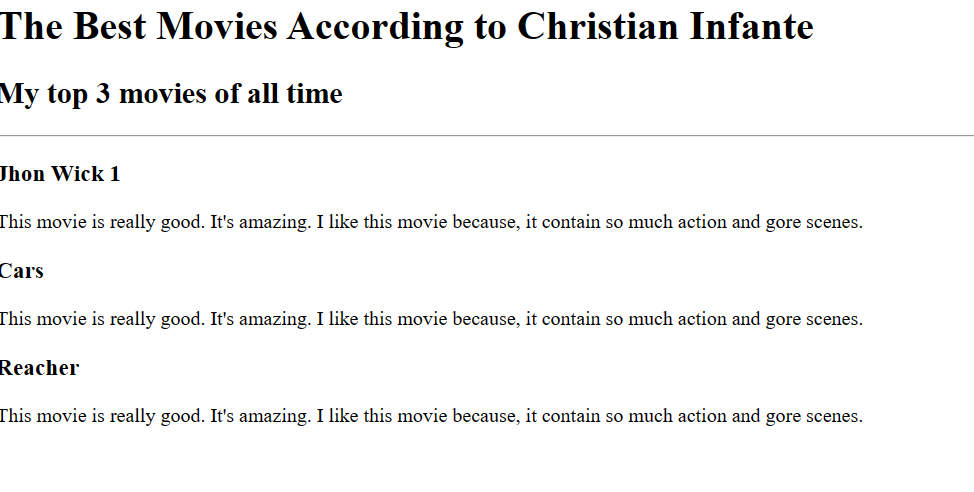 The Best Movies According to Christian Infante
My top 3 movies of all time
Jhon Wick 1
This movie is really good. It's amazing. I like this movie because, it contain so much action and gore scenes.
Cars
This movie is really good. It's amazing. I like this movie because, it contain so much action and gore scenes.
Reacher
This movie is really good. It's amazing. I like this movie because, it contain so much action and gore scenes.